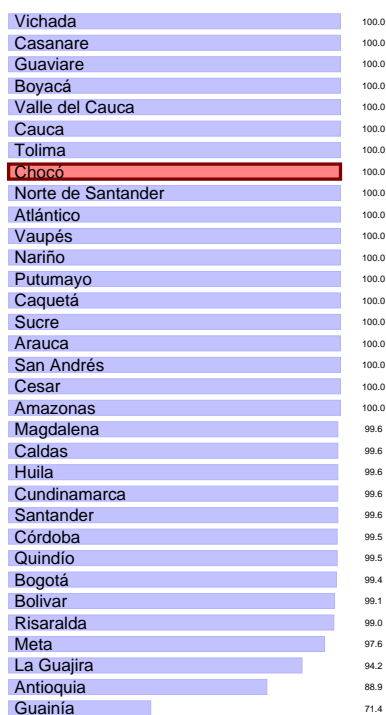 Vichada 100.0
Casanare 100.0
Guaviare 100.0
Boyacá 100.0
Valle del Cauca 100.0
Cauca 100.0
Tolima 100.0
Chocó 100.0
Norte de Santander 100.0
Atlántico 100.0
Vaupés 100.0
Nariño 100.0
Putumayo 100.0
Caquetá 100.0
Sucre 100.0
Arauca 100.0
San Andrés 100.0
Cesar 100.0
Amazonas 100.0
Magdalena 99.6
Caldas 99.6
Huila 99.6
Cundinamarca 99.6
Santander 99.6
Córdoba 99.5
Quindío 99.5
Bogotá 99.4
Bolivar 99.1
Risaralda 99.0
Meta 97.6
La Guajira 94.2
Antioquia 88.9
Guainía 71.4